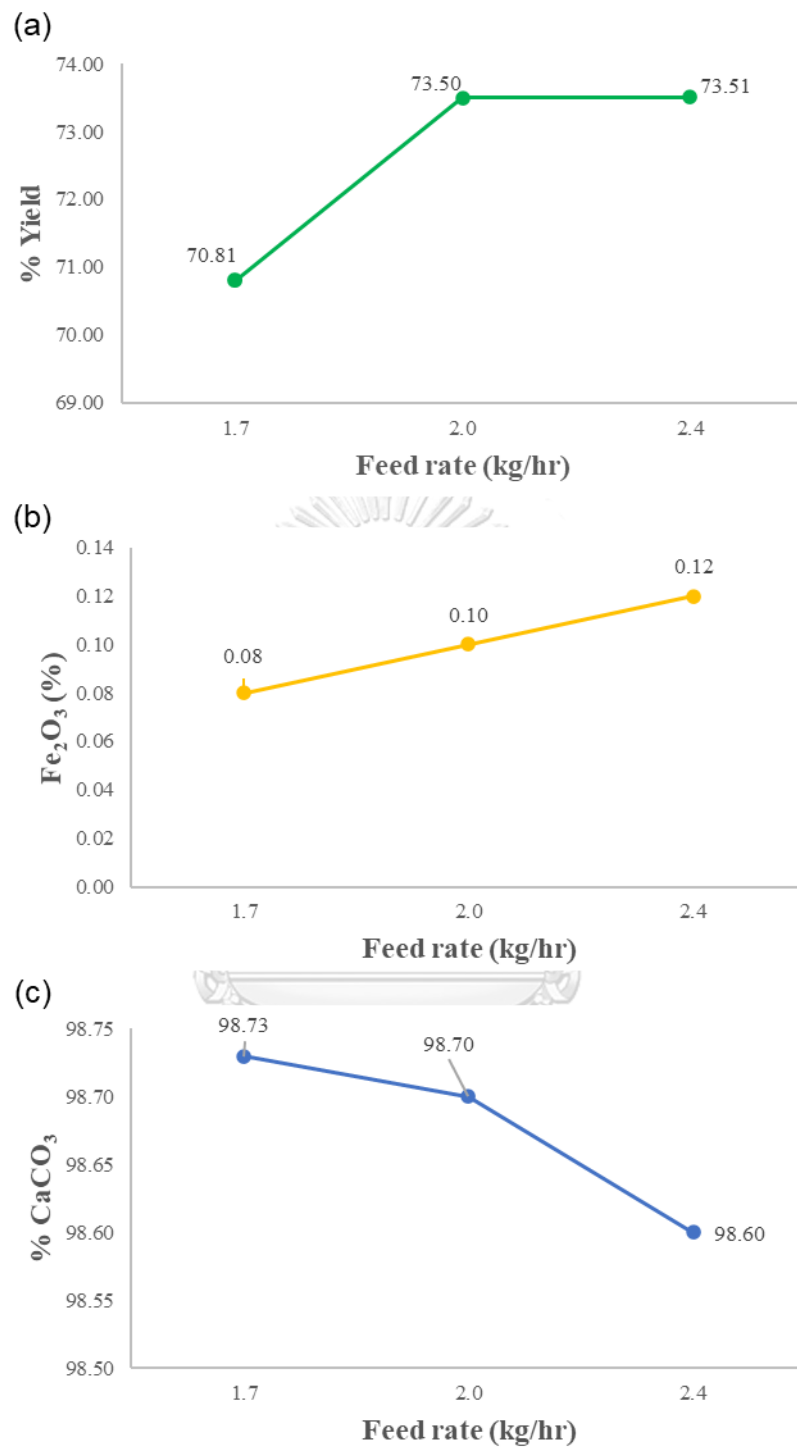 (a)
74.00
73.00
72.00
71.00
70.00
69.00
% Yield
70.81
73.50
73.51
1.7 2.0 2.4
Feed rate (kg/hr)
(b)
0.14
0.12
0.10
0.08
0.06
0.04
0.02
0.00
Fe₂O₃ (%)
0.08
0.10
0.12
1.7 2.0 2.4
Feed rate (kg/hr)
(c)
98.75
98.70
98.65
98.60
98.55
98.50
% CaCO₃
98.73
98.70
98.60
1.7 2.0 2.4
Feed rate (kg/hr)